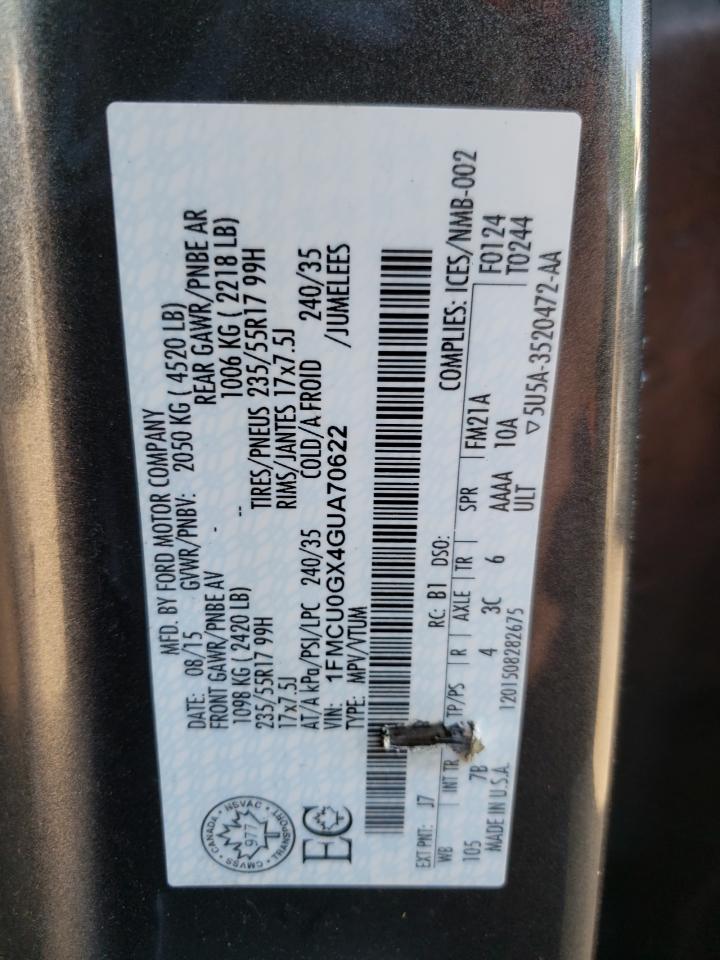 MFD. BY FORD MOTOR COMPANY
DATE: 08/15 GVWR/PNBV: 2050 KG ( 4520 LB)
FRONT GAWR/PNBE AV REAR GAWR/PNBE AR
1098 KG ( 2420 LB) 1006 KG ( 2218 LB)
235/55R17 99H TIRES/PNEUS 235/55R17 99H
17x7.5J RIMS/JANTES 17x7.5J
AT/A kPa/PSI/LPC 240/35 COLD/A FROID 240/35
VIN: 1FMCU0GX4GUA70622 /JUMELEES
TYPE: MPV/VTUM
CANADA • NSVAC • TRANSPORT • CMVSS
977
EC
COMPLIES: ICES/NMB-002
EXT PNT: J7 RC: B1 DSO:
WB INT TR TP/PS R AXLE TR SPR FM21A F0124
105 7B 4 3C 6 AAAA 10A T0244
ULT
MADE IN U.S.A. 1201508282675 ▽5U5A-3520472-AA